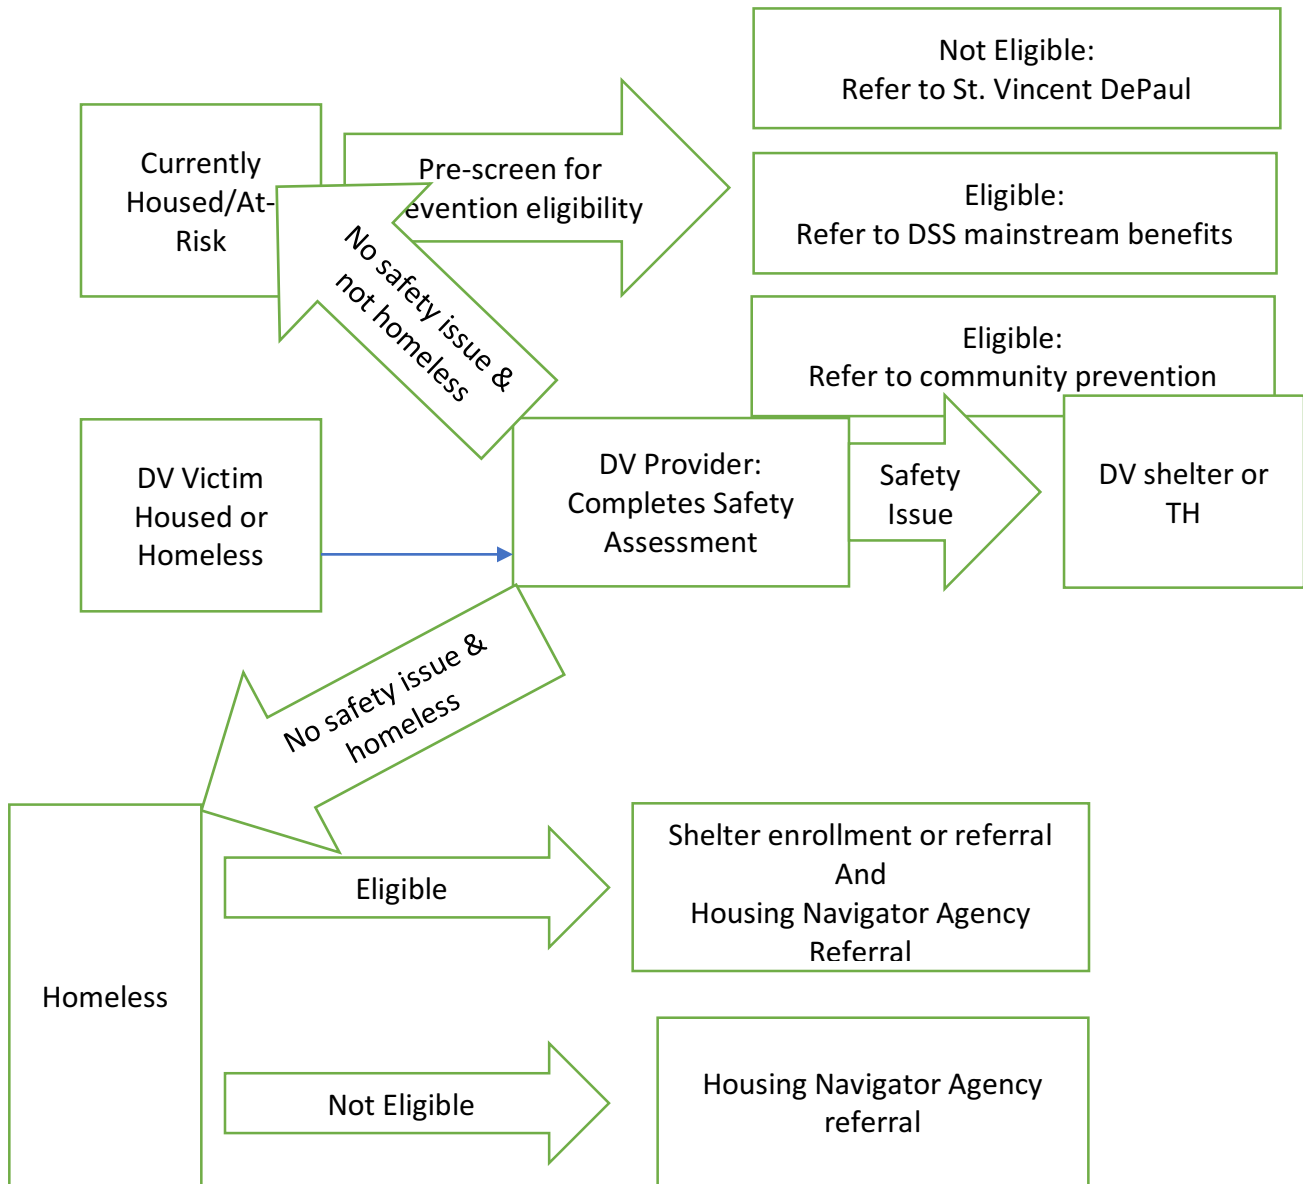 Not Eligible:
Refer to St. Vincent DePaul
Currently
Housed/At-
Risk
Pre-screen for
evention eligibility
Eligible:
Refer to DSS mainstream benefits
No safety issue &
not homeless
Eligible:
Refer to community prevention
DV Victim
Housed or
Homeless
DV Provider:
Completes Safety
Assessment
Safety
Issue
DV shelter or
TH
No safety issue &
homeless
Homeless
Eligible
Shelter enrollment or referral
And
Housing Navigator Agency
Referral
Not Eligible
Housing Navigator Agency
referral